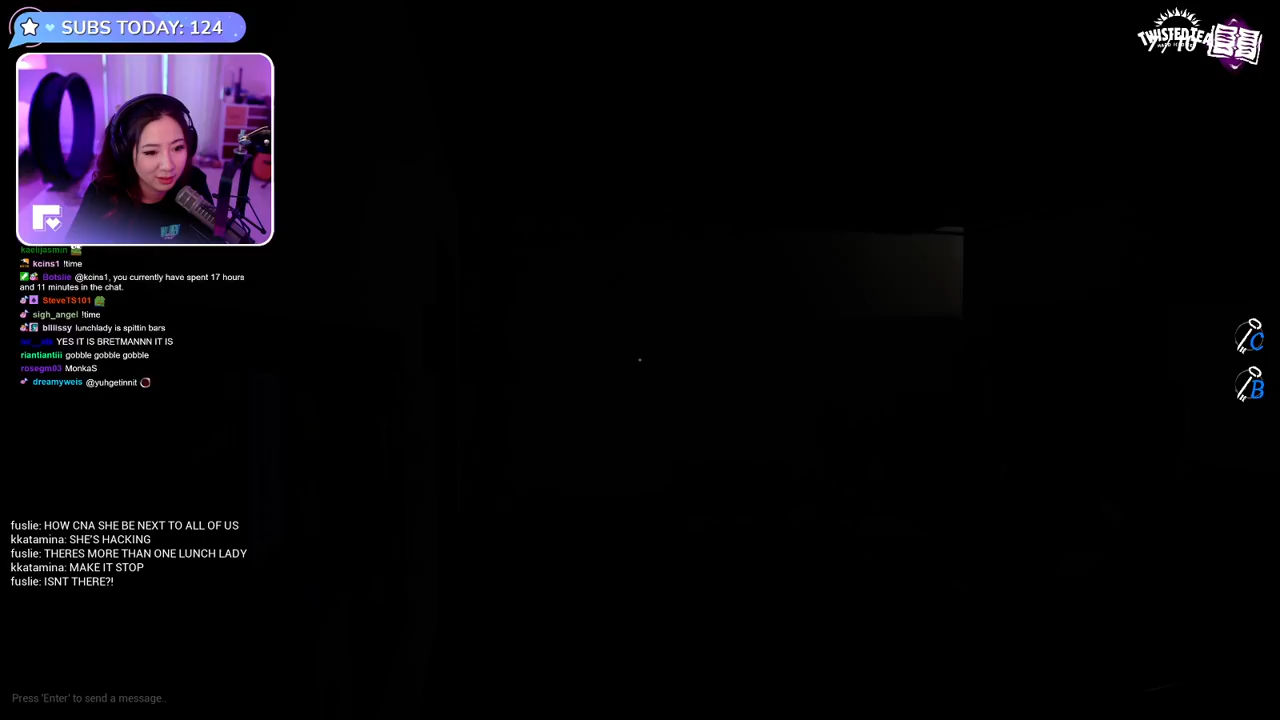 SUBS TODAY: 124
TWISTEDTEA
kaelijasmin
kcins1 !time
Botslie @kcins1, you currently have spent 17 hours
and 11 minutes in the chat.
SteveTS101
sigh_angel !time
blllissy lunchlady is spittin bars
YES IT IS BRETMANNN IT IS
riantiantiii gobble gobble gobble
rosegm03 MonkaS
dreamyweis @yuhgetinnit
C
B
fuslie: HOW CNA SHE BE NEXT TO ALL OF US
kkatamina: SHE'S HACKING
fuslie: THERES MORE THAN ONE LUNCH LADY
kkatamina: MAKE IT STOP
fuslie: ISNT THERE?!
Press 'Enter' to send a message..